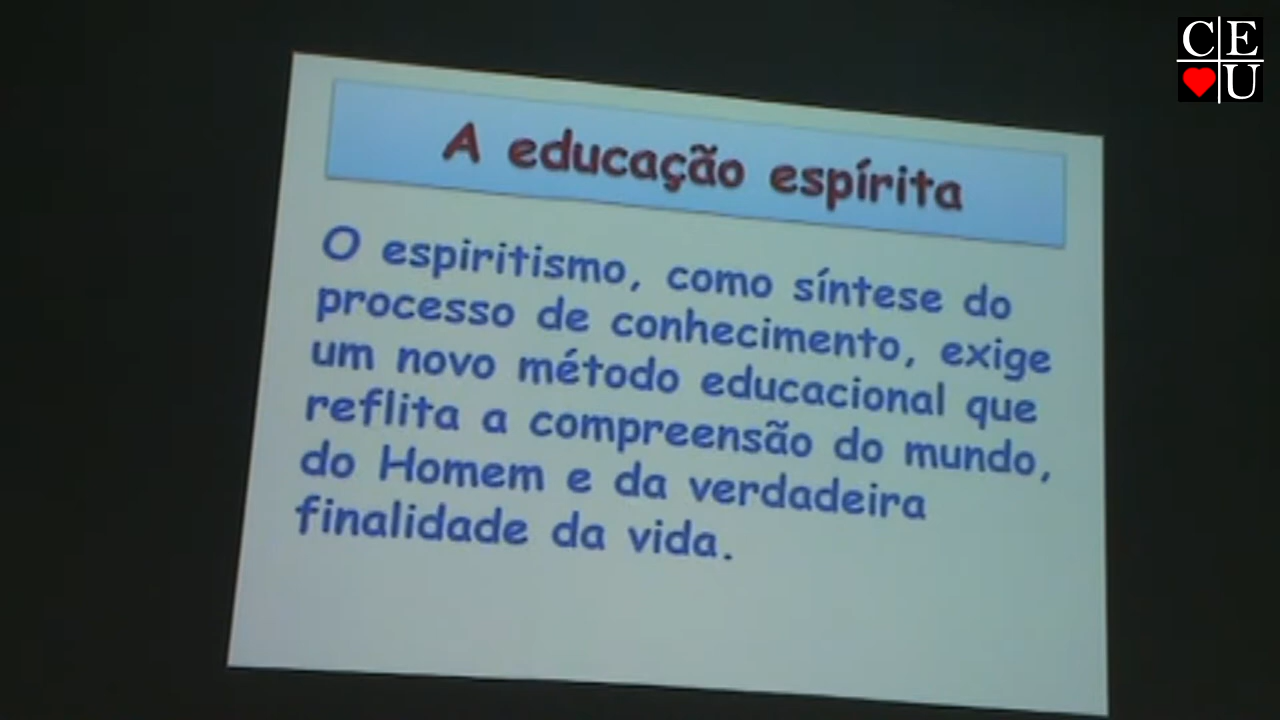 CE
U
A educação espírita
O espiritismo, como síntese do
processo de conhecimento, exige
um novo método educacional que
reflita a compreensão do mundo,
do Homem e da verdadeira
finalidade da vida.